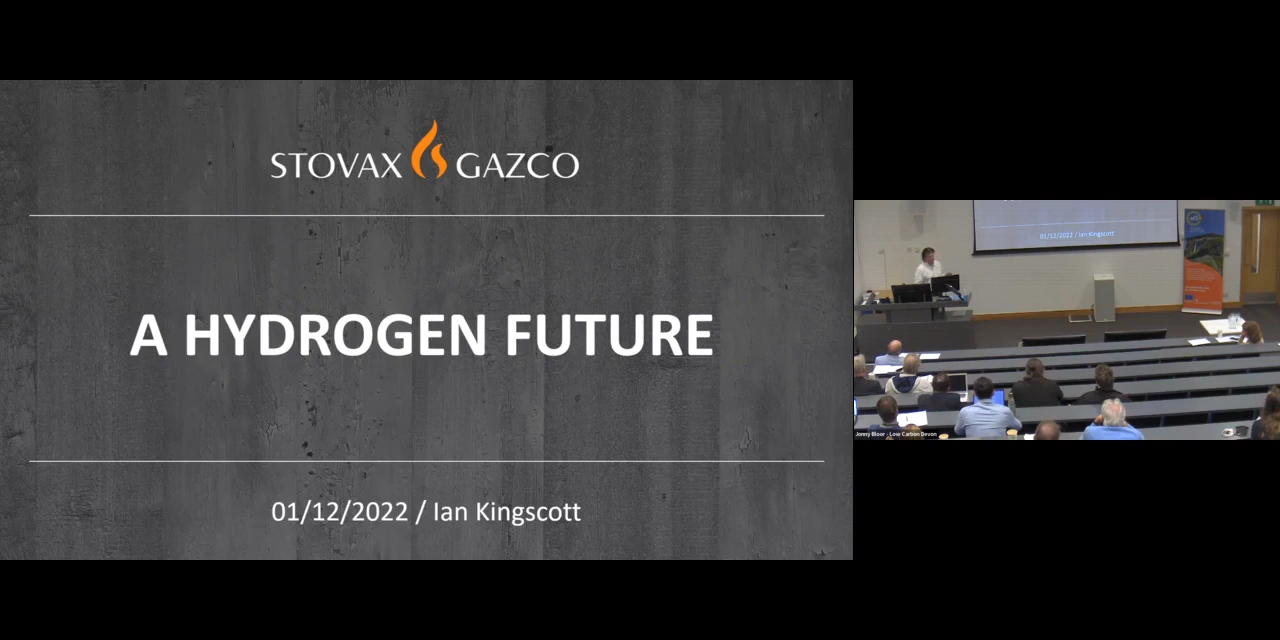 STOVAX GAZCO
A HYDROGEN FUTURE
01/12/2022 / Ian Kingscott
01/12/2022 / Ian Kingscott
Jonny Bloor - Low Carbon Devon